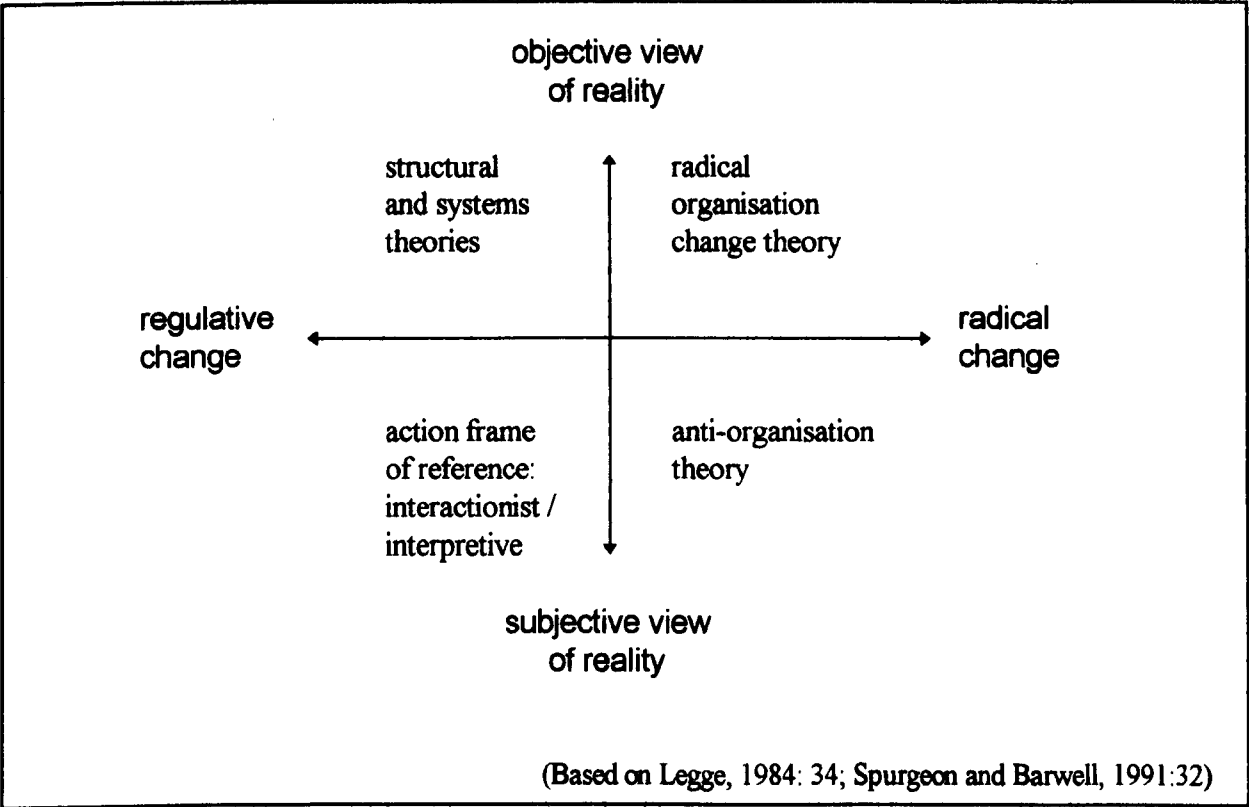 objective view
of reality
structural
and systems
theories
radical
organisation
change theory
regulative
change
radical
change
action frame
of reference:
interactionist /
interpretive
anti-organisation
theory
subjective view
of reality
(Based on Legge, 1984: 34; Spurgeon and Barwell, 1991:32)